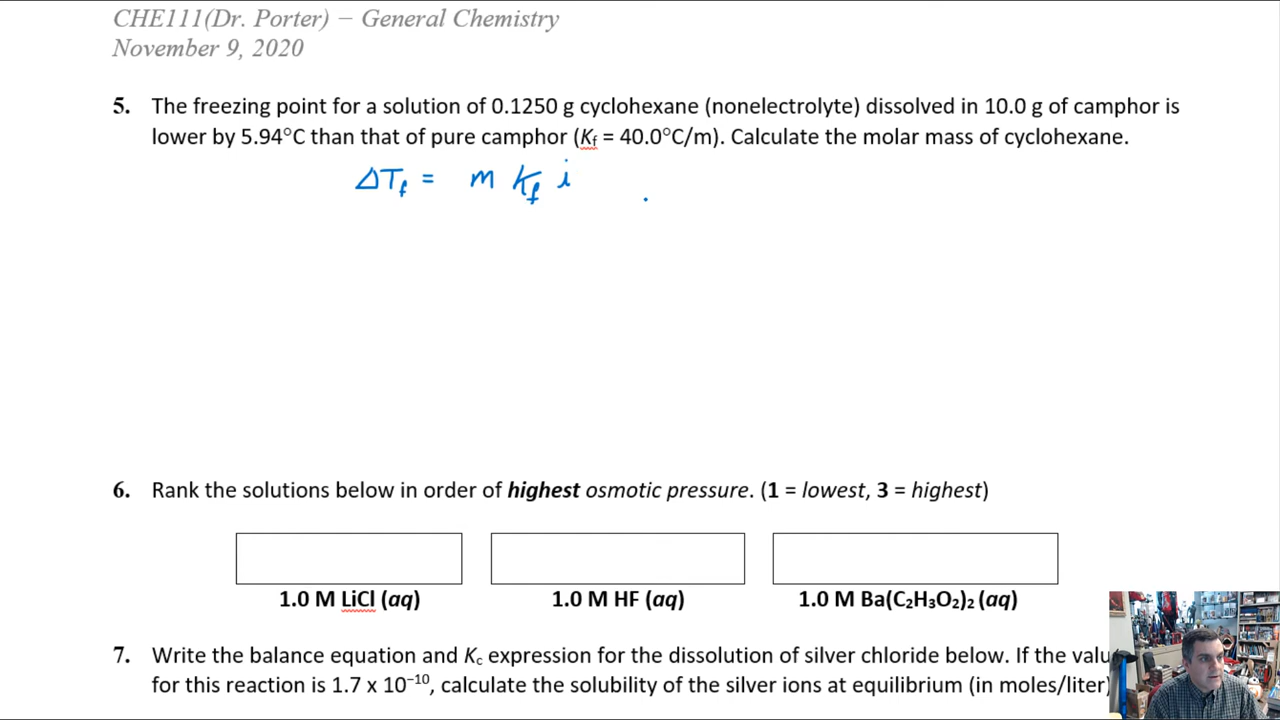 CHE111(Dr. Porter) − General Chemistry
November 9, 2020
5. The freezing point for a solution of 0.1250 g cyclohexane (nonelectrolyte) dissolved in 10.0 g of camphor is
lower by 5.94°C than that of pure camphor (Kf = 40.0°C/m). Calculate the molar mass of cyclohexane.
ΔTf = m Kf i
6. Rank the solutions below in order of highest osmotic pressure. (1 = lowest, 3 = highest)
1.0 M LiCl (aq) 1.0 M HF (aq) 1.0 M Ba(C₂H₃O₂)₂ (aq)
7. Write the balance equation and Kc expression for the dissolution of silver chloride below. If the valu
for this reaction is 1.7 x 10⁻¹⁰, calculate the solubility of the silver ions at equilibrium (in moles/liter)